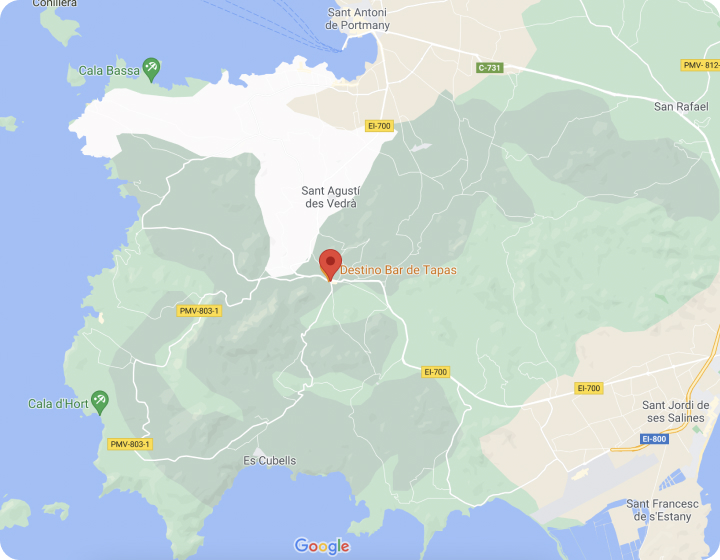 Conillera
Sant Antoni
de Portmany
Cala Bassa
C-731
PMV- 812-
San Rafael
EI-700
Sant Agustí
des Vedrà
Destino Bar de Tapas
PMV-803-1
EI-700
EI-700
Cala d'Hort
Sant Jordi de
ses Salines
EI-800
PMV-803-1
Es Cubells
Sant Francesc
de s'Estany
Google